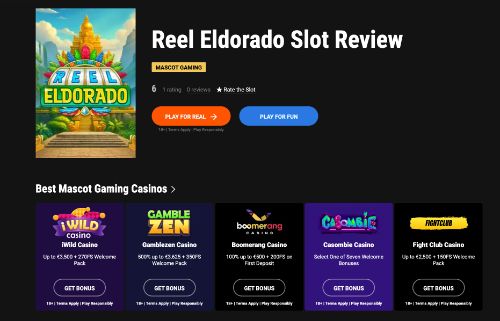 REEL
ELDORADO
Reel Eldorado Slot Review
MASCOT GAMING
6 1 rating 0 reviews ★ Rate the Slot
PLAY FOR REAL →
PLAY FOR FUN
18+ | Terms Apply | Play Responsibly
Best Mascot Gaming Casinos >
iWILD
casino
iWild Casino
Up to €3,500 + 270FS Welcome
Pack
GET BONUS
18+ | Terms Apply | Play Responsibly
GAMBLE
ZEN
Gamblezen Casino
500% up to €3,625 + 350FS
Welcome Pack
GET BONUS
18+ | Terms Apply | Play Responsibly
boomerang
CASINO
Boomerang Casino
100% up to €500 + 200FS on
First Deposit
GET BONUS
18+ | Terms Apply | Play Responsibly
CASOMBIE
Casombie Casino
Select One of Seven Welcome
Bonuses
GET BONUS
18+ | Terms Apply | Play Responsibly
FIGHTCLUB
Fight Club Casino
Up to €2,500 + 150FS Welcome
Pack
GET BONUS
18+ | Terms Apply | Play Responsibly